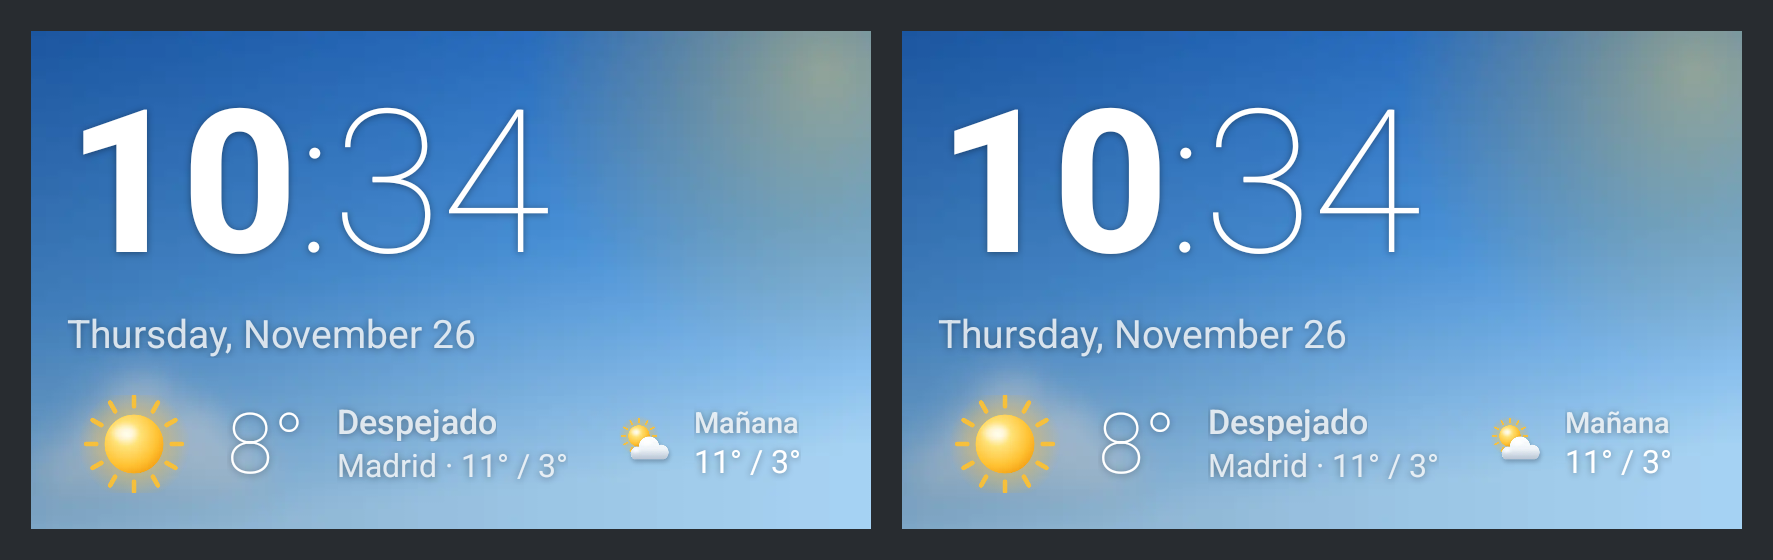 10:34
Thursday, November 26
8°
Despejado
Madrid · 11° / 3°
Mañana
11° / 3°
10:34
Thursday, November 26
8°
Despejado
Madrid · 11° / 3°
Mañana
11° / 3°